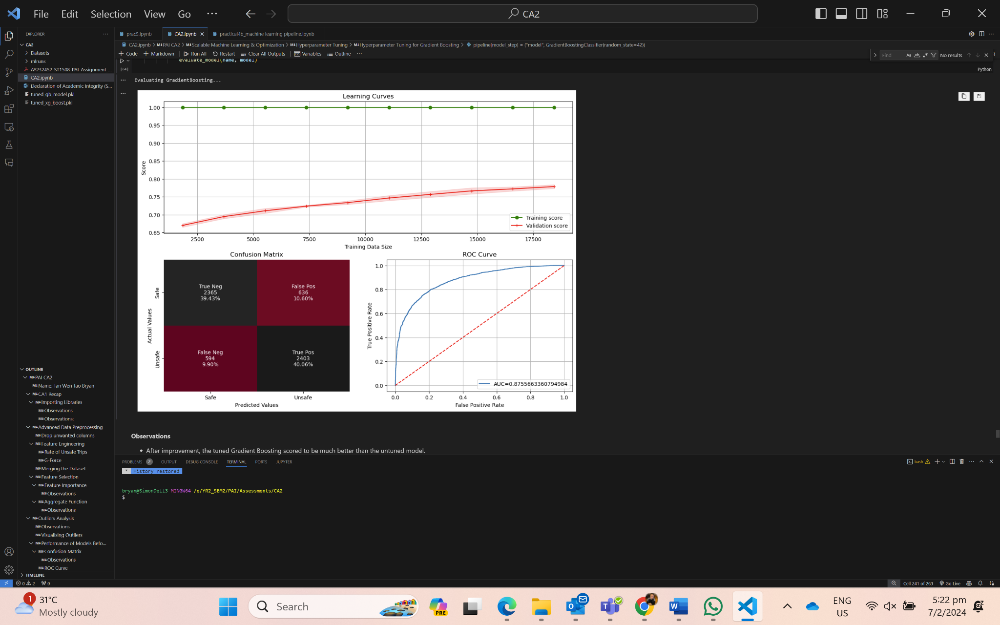 File Edit Selection View Go ...
CA2
EXPLORER
CA2
Datasets
mlruns
AY2324S2_ST1508_PAI_Assignment_...
CA2.ipynb
Declaration of Academic Integrity (S...
tuned_gb_model.pkl
tuned_xg_boost.pkl
OUTLINE
PAI CA2
Name: Tan Wen Tao Bryan
CA1 Recap
Importing Libraries
Observations
Observations:
Advanced Data Preprocessing
Drop unwanted columns
Feature Engineering
Rate of Unsafe Trips
G-Force
Merging the Dataset
Feature Selection
Feature Importance
Observations
Aggregate Function
Observations
Outliers Analysis
Observations
Visualising Outliers
Performance of Models Befo...
Confusion Matrix
Observations
ROC Curve
TIMELINE
prac5.ipynb CA2.ipynb practical4b_machine learning pipeline.ipynb
CA2.ipynb > PAI CA2 > Scalable Machine Learning & Optimization > Hyperparameter Tuning > Hyperparameter Tuning for Gradient Boosting > pipeline[model_step] = ("model", GradientBoostingClassifier(random_state=42))
+ Code + Markdown Run All Restart Clear All Outputs Variables Outline ...
Find Aa ab No results
evaluate_model(name, model)
[64]
Python
Evaluating GradientBoosting...
Learning Curves
1.00
0.95
0.90
0.85
0.80
0.75
0.70
0.65
Score
Training score
Validation score
2500 5000 7500 10000 12500 15000 17500
Training Data Size
Confusion Matrix
True Neg
2365
39.43%
False Pos
636
10.60%
False Neg
594
9.90%
True Pos
2403
40.06%
Safe
Unsafe
Actual Values
Safe Unsafe
Predicted Values
ROC Curve
1.0
0.8
0.6
0.4
0.2
0.0
True Positive Rate
AUC=0.8755663360794984
0.0 0.2 0.4 0.6 0.8 1.0
False Positive Rate
Observations
• After improvement, the tuned Gradient Boosting scored to be much better than the untuned model.
PROBLEMS 2 OUTPUT DEBUG CONSOLE TERMINAL PORTS JUPYTER
bash
* History restored
bryan@SimonDell3 MINGW64 /e/YR2_SEM2/PAI/Assessments/CA2
$
0 2 0
Cell 241 of 263 Go Live
1
31°C
Mostly cloudy
Search
PRE
ENG
US
5:22 pm
7/2/2024